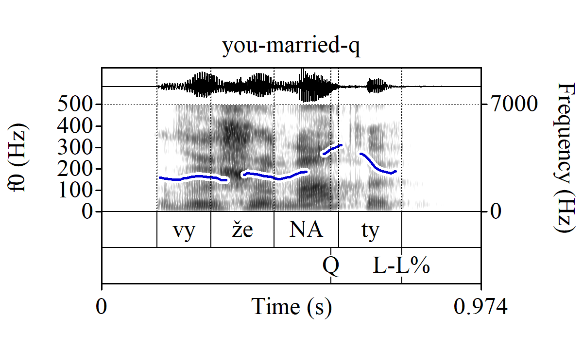 you-married-q
500
400
300
200
100
0
f0 (Hz)
7000
0
Frequency (Hz)
vy že NA ty
Q L-L%
0 Time (s) 0.974